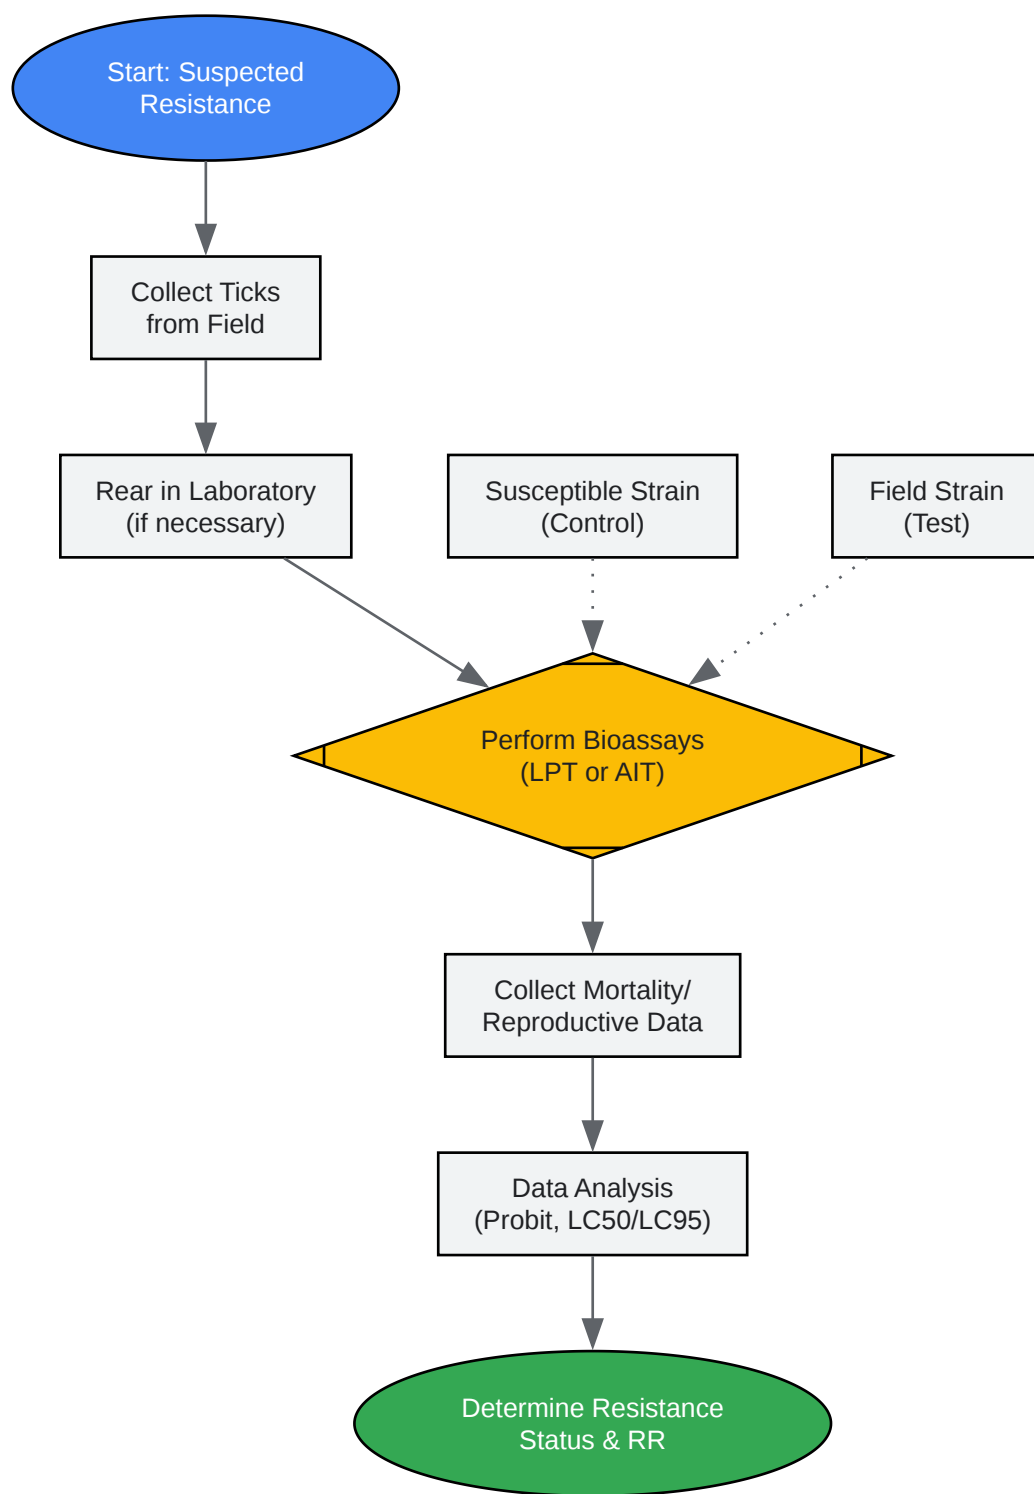 Start: Suspected
Resistance
Collect Ticks
from Field
Rear in Laboratory
(if necessary)
Susceptible Strain
(Control)
Field Strain
(Test)
Perform Bioassays
(LPT or AIT)
Collect Mortality/
Reproductive Data
Data Analysis
(Probit, LC50/LC95)
Determine Resistance
Status & RR